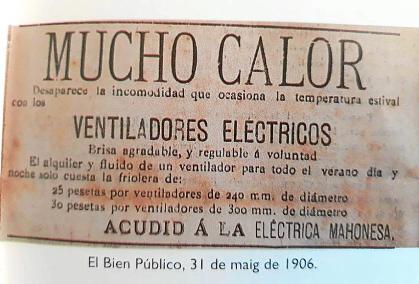 MUCHO CALOR
Desaparece la incomodidad que ocasiona la temperatura estival
con los
VENTILADORES ELÉCTRICOS
Brisa agradable, y regulable á voluntad
El alquiler y fluido de un ventilador para todo el verano día y
noche solo cuesta la friolera de:
25 pesetas por ventiladores de 240 mm. de diámetro
30 pesetas por ventiladores de 300 mm. de diámetro
ACUDID Á LA ELÉCTRICA MAHONESA.
El Bien Público, 31 de maig de 1906.